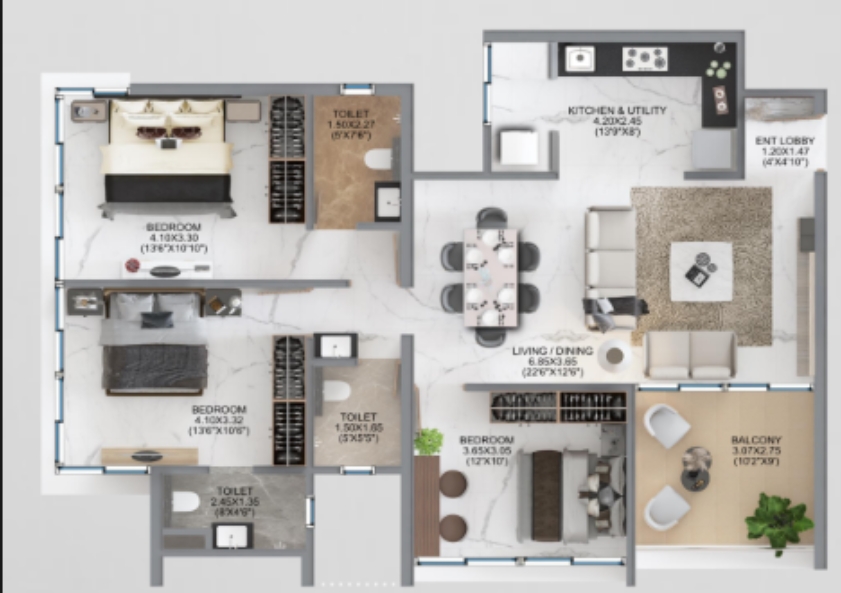 TOILET
1.50X2.27
(5'X7'6")
KITCHEN & UTILITY
4.20X2.45
(13'9"X8')
ENT LOBBY
1.20X1.47
(4'X4'10")
BEDROOM
4.10X3.30
(13'6"X10'10")
LIVING / DINING
6.85X3.85
(22'6"X12'6")
BEDROOM
4.10X3.32
(13'6"X10'6")
TOILET
1.50X1.65
(5'X5'5")
BEDROOM
3.65X3.05
(12'X10')
BALCONY
3.07X2.75
(10'2"X9')
TOILET
2.45X1.35
(8'X4'6")